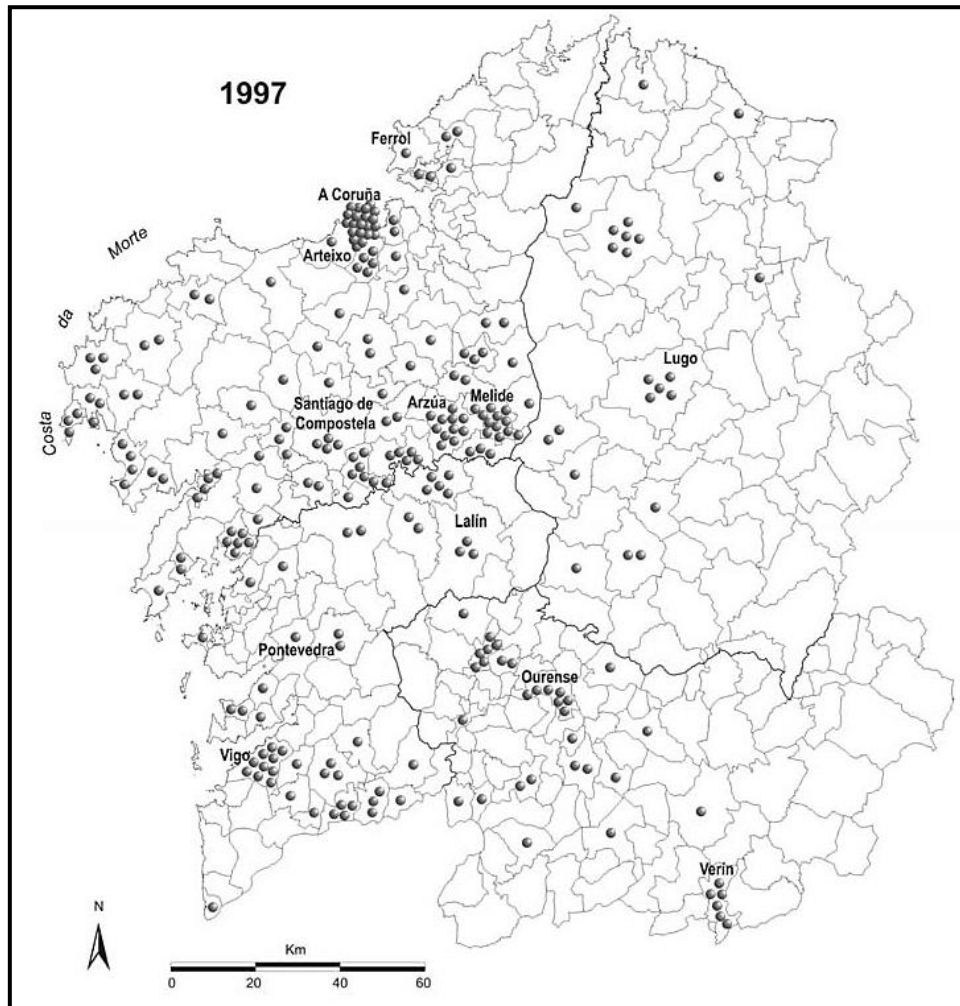 1997
Ferrol
A Coruña
Arteixo
Costa da Morte
Lugo
Santiago de
Compostela
Arzúa
Melide
Lalín
Pontevedra
Ourense
Vigo
Verín
N
Km
0 20 40 60